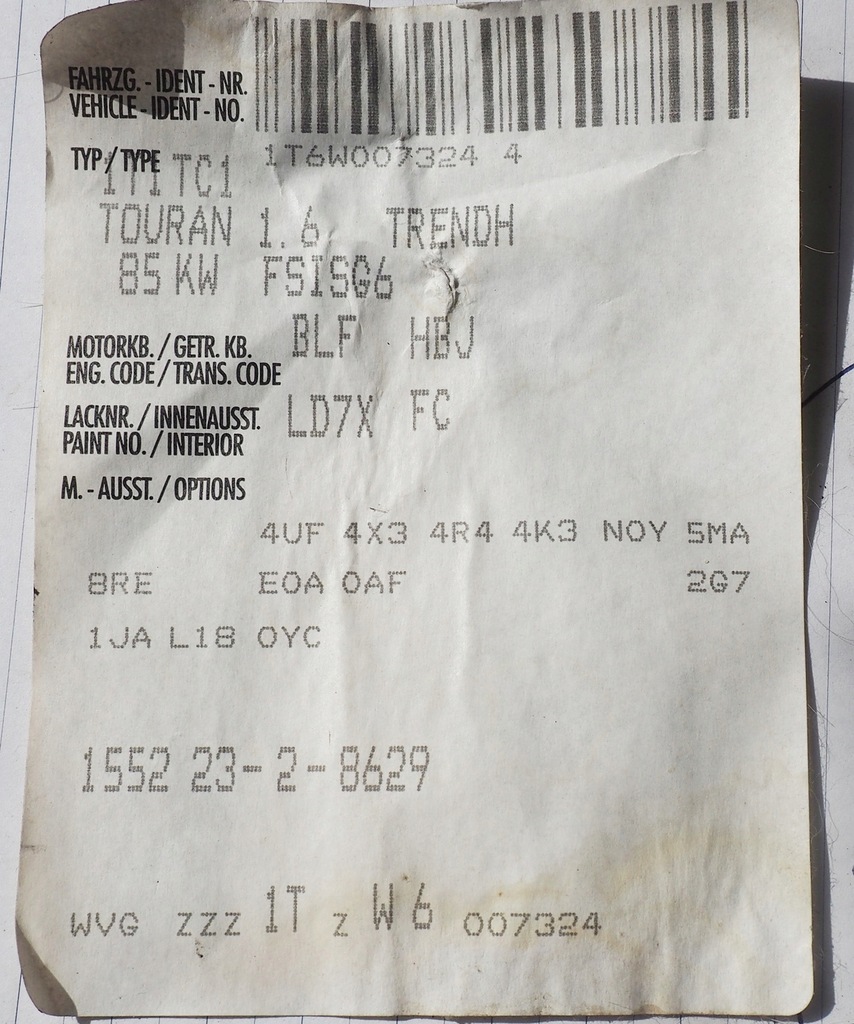 FAHRZG. - IDENT - NR.
VEHICLE - IDENT - NO.
1T6W007324 4
TYP / TYPE
1T1TC1
TOURAN 1.6 TRENDH
85 KW FSISG6
BLF HBJ
MOTORKB. / GETR. KB.
ENG. CODE / TRANS. CODE
LD7X FC
LACKNR. / INNENAUSST.
PAINT NO. / INTERIOR
M. - AUSST. / OPTIONS
4UF 4X3 4R4 4K3 NOY 5MA
8RE EOA OAF 2G7
1JA L18 OYC
1552 23-2-8629
WVG ZZZ 1T Z W 6 007324